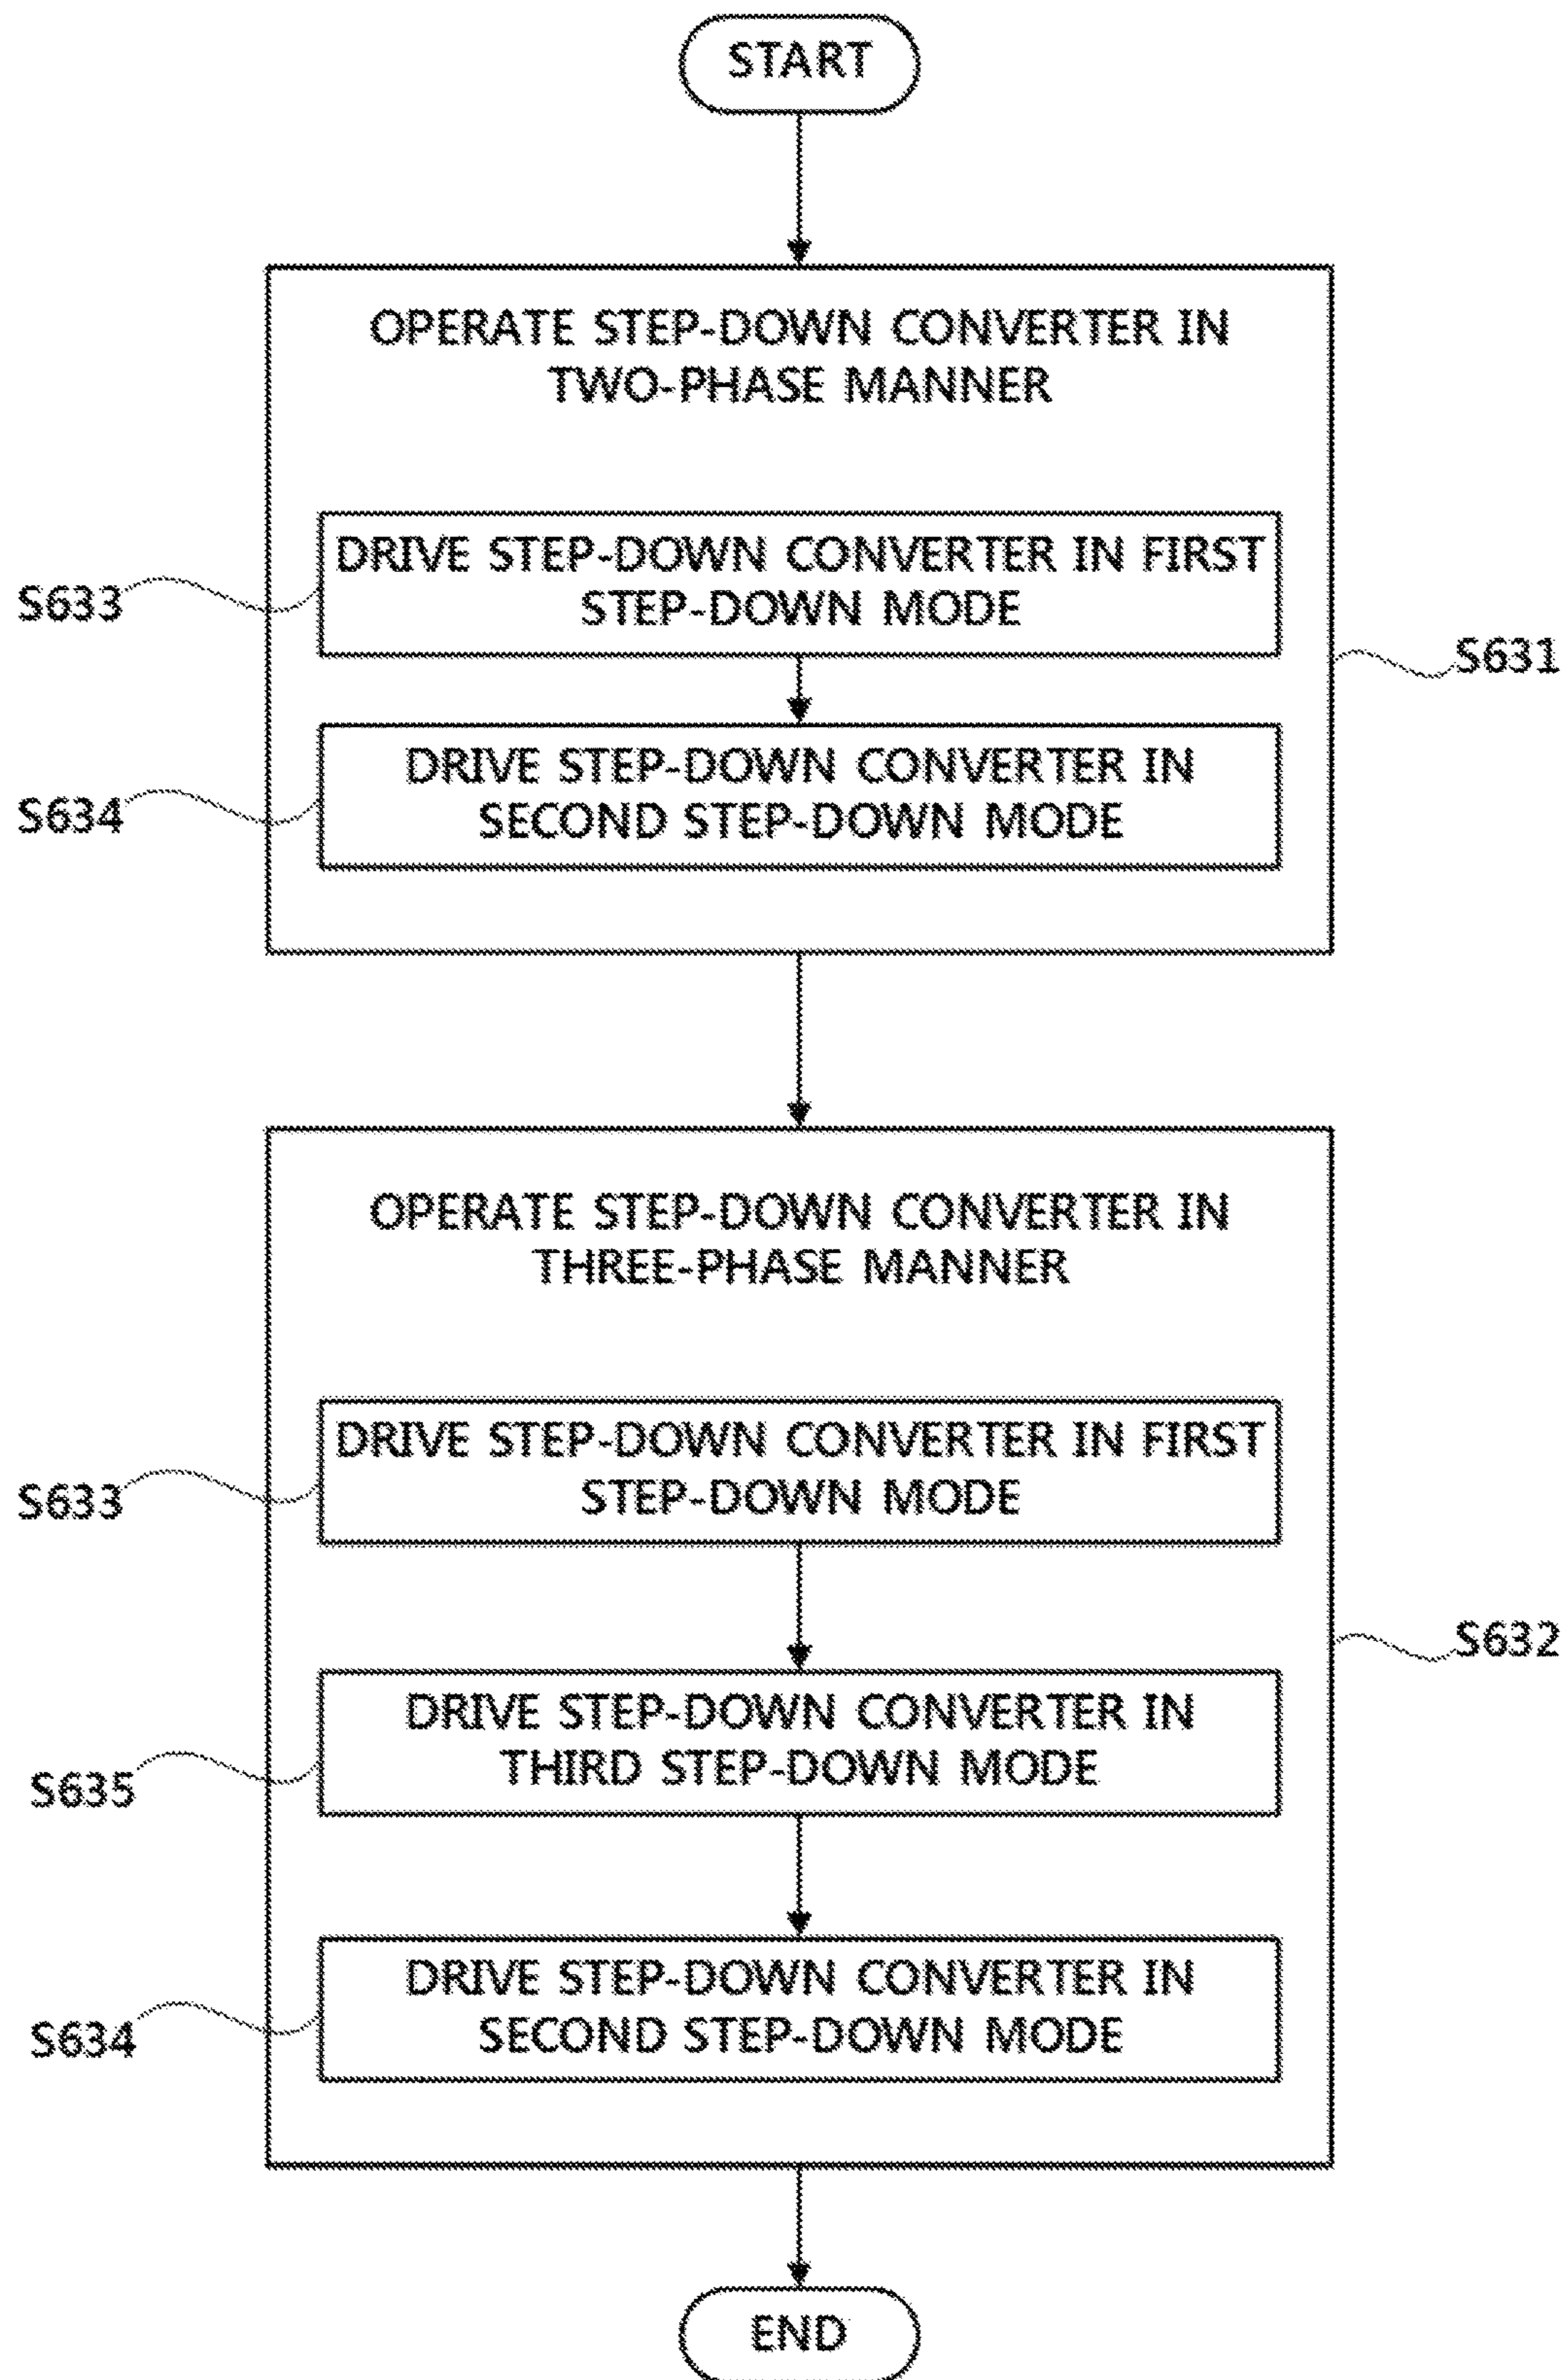 START
OPERATE STEP-DOWN CONVERTER IN
TWO-PHASE MANNER
DRIVE STEP-DOWN CONVERTER IN FIRST
STEP-DOWN MODE
S633
S631
DRIVE STEP-DOWN CONVERTER IN
SECOND STEP-DOWN MODE
S634
OPERATE STEP-DOWN CONVERTER IN
THREE-PHASE MANNER
DRIVE STEP-DOWN CONVERTER IN FIRST
STEP-DOWN MODE
S633
S632
DRIVE STEP-DOWN CONVERTER IN
THIRD STEP-DOWN MODE
S635
DRIVE STEP-DOWN CONVERTER IN
SECOND STEP-DOWN MODE
S634
END